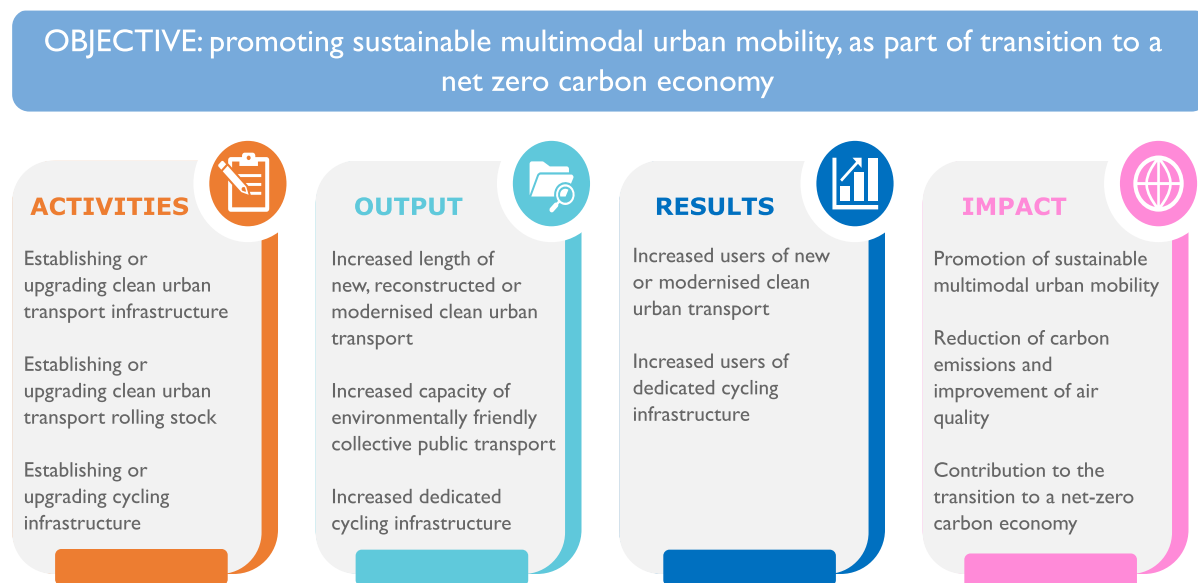 OBJECTIVE: promoting sustainable multimodal urban mobility, as part of transition to a
net zero carbon economy
ACTIVITIES
Establishing or
upgrading clean urban
transport infrastructure
Establishing or
upgrading clean urban
transport rolling stock
Establishing or
upgrading cycling
infrastructure
OUTPUT
Increased length of
new, reconstructed or
modernised clean urban
transport
Increased capacity of
environmentally friendly
collective public transport
Increased dedicated
cycling infrastructure
RESULTS
Increased users of new
or modernised clean
urban transport
Increased users of
dedicated cycling
infrastructure
IMPACT
Promotion of sustainable
multimodal urban mobility
Reduction of carbon
emissions and
improvement of air
quality
Contribution to the
transition to a net-zero
carbon economy